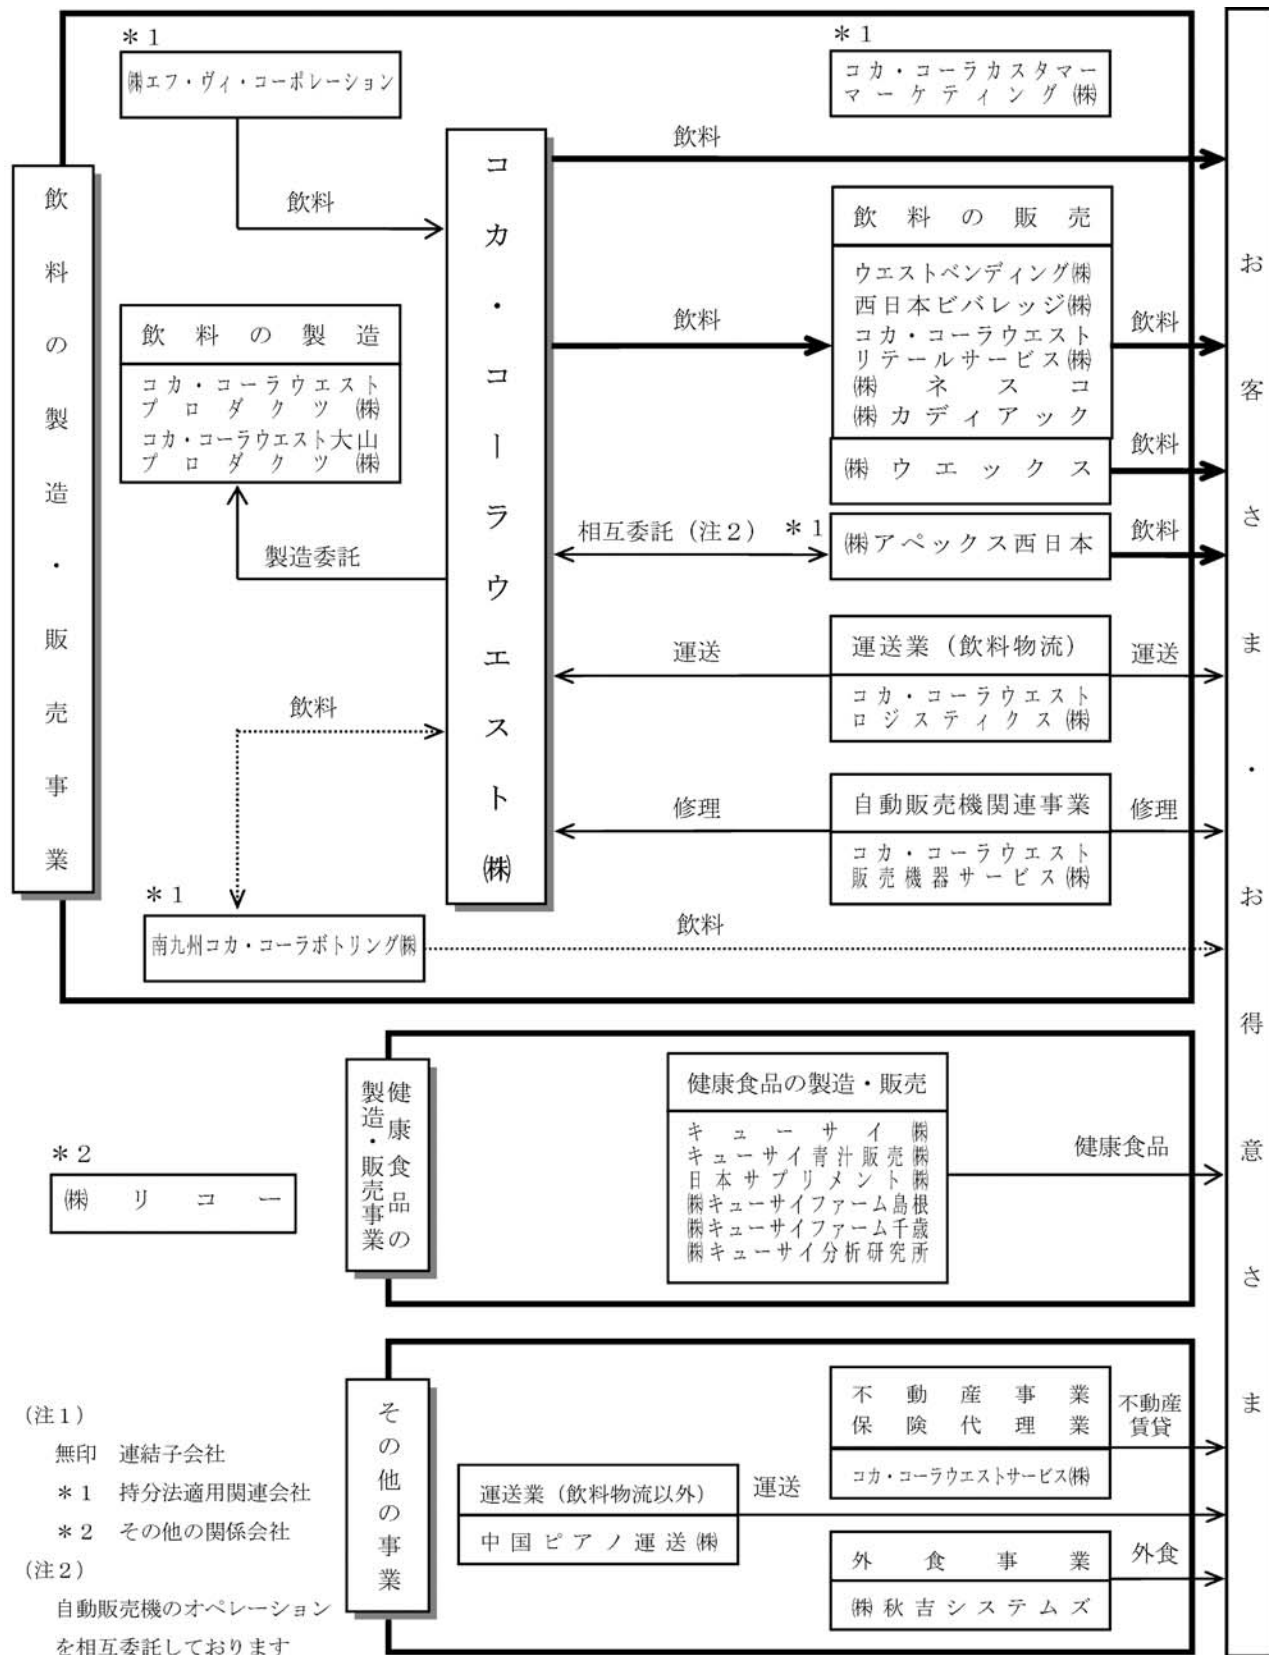 飲料の製造・販売事業
＊１
㈱エフ・ヴィ・コーポレーション
飲料
飲料の製造
コカ・コーラウエスト
プロダクツ㈱
コカ・コーラウエスト大山
プロダクツ㈱
製造委託
飲料
＊１
南九州コカ・コーラボトリング㈱
コカ・コーラウエスト㈱
＊１
コカ・コーラカスタマー
マーケティング㈱
飲料
飲料
飲料の販売
ウエストベンディング㈱
西日本ビバレッジ㈱
コカ・コーラウエスト
リテールサービス㈱
㈱ネスコ
㈱カディアック
飲料
㈱ウエックス
飲料
相互委託（注２）
＊１
㈱アペックス西日本
飲料
運送
運送業（飲料物流）
コカ・コーラウエスト
ロジスティクス㈱
運送
修理
自動販売機関連事業
コカ・コーラウエスト
販売機器サービス㈱
修理
飲料
お客さま・お得意さま
＊２
㈱リコー
健康食品の
製造・販売事業
健康食品の製造・販売
キューサイ㈱
キューサイ青汁販売㈱
日本サプリメント㈱
㈱キューサイファーム島根
㈱キューサイファーム千歳
㈱キューサイ分析研究所
健康食品
その他の事業
運送業（飲料物流以外）
中国ピアノ運送㈱
運送
不動産事業
保険代理業
コカ・コーラウエストサービス㈱
不動産
賃貸
外食事業
㈱秋吉システムズ
外食
（注１）
無印　連結子会社
＊１　持分法適用関連会社
＊２　その他の関係会社
（注２）
自動販売機のオペレーション
を相互委託しております